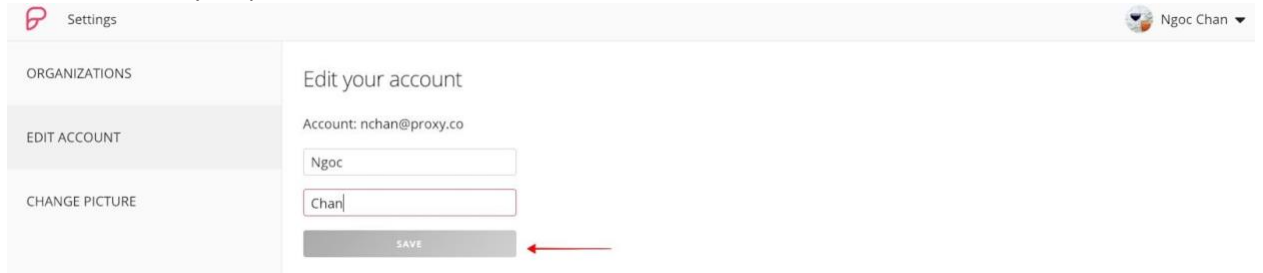 Settings
Ngoc Chan
ORGANIZATIONS
EDIT ACCOUNT
CHANGE PICTURE
Edit your account
Account: nchan@proxy.co
Ngoc
Chan
SAVE